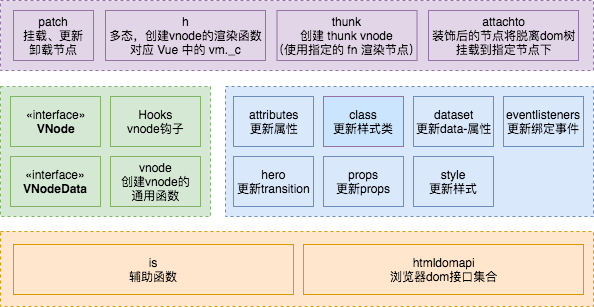 patch
挂载、更新
卸载节点
h
多态，创建vnode的渲染函数
对应 Vue 中的 vm._c
thunk
创建 thunk vnode
（使用指定的 fn 渲染节点）
attachto
装饰后的节点将脱离dom树
挂载到指定节点下
«interface»
VNode
Hooks
vnode钩子
«interface»
VNodeData
vnode
创建vnode的
通用函数
attributes
更新属性
class
更新样式类
dataset
更新data-属性
eventlisteners
更新绑定事件
hero
更新transition
props
更新props
style
更新样式
is
辅助函数
htmldomapi
浏览器dom接口集合